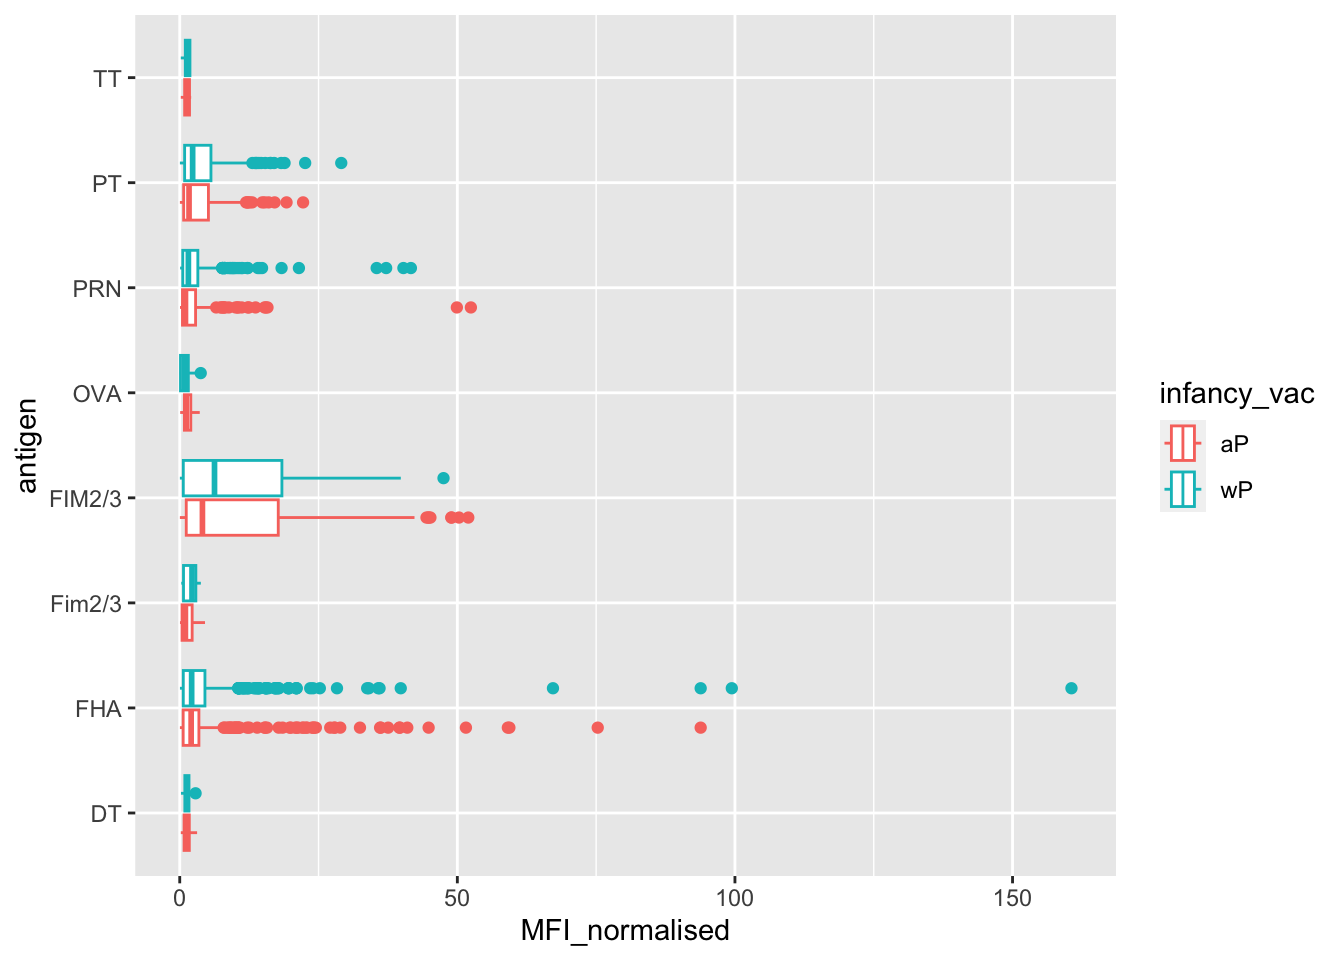 TT
PT
PRN
OVA
FIM2/3
Fim2/3
FHA
DT
antigen
0 50 100 150
MFI_normalised
infancy_vac
aP
wP